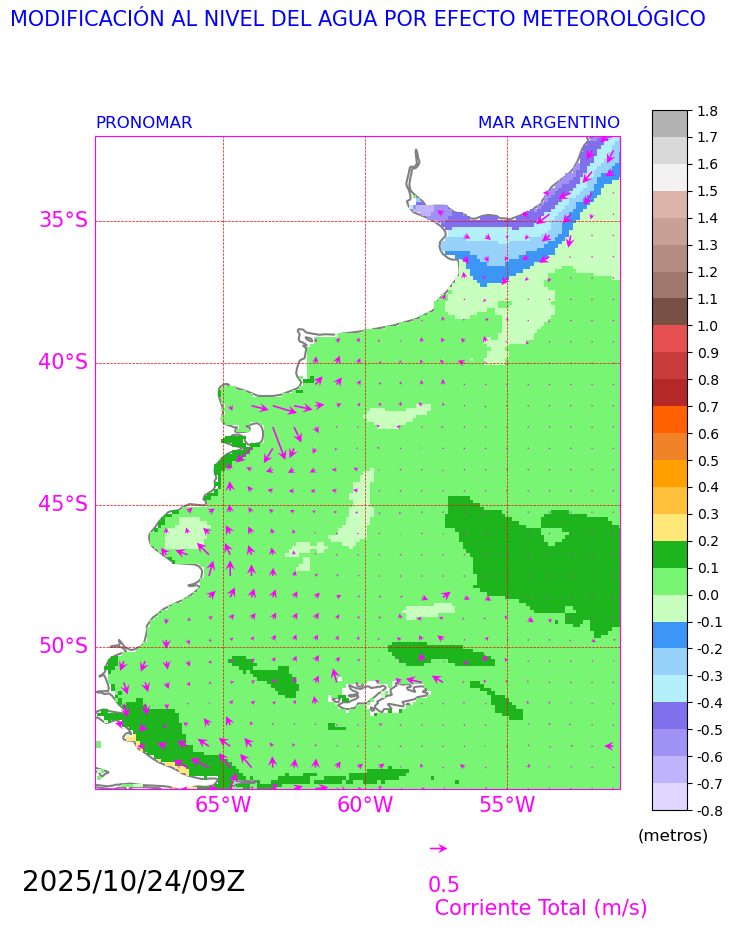 MODIFICACIÓN AL NIVEL DEL AGUA POR EFECTO METEOROLÓGICO
PRONOMAR
MAR ARGENTINO
35°S
40°S
45°S
50°S
65°W
60°W
55°W
1.8
1.7
1.6
1.5
1.4
1.3
1.2
1.1
1.0
0.9
0.8
0.7
0.6
0.5
0.4
0.3
0.2
0.1
0.0
-0.1
-0.2
-0.3
-0.4
-0.5
-0.6
-0.7
-0.8
(metros)
2025/10/24/09Z
0.5
Corriente Total (m/s)